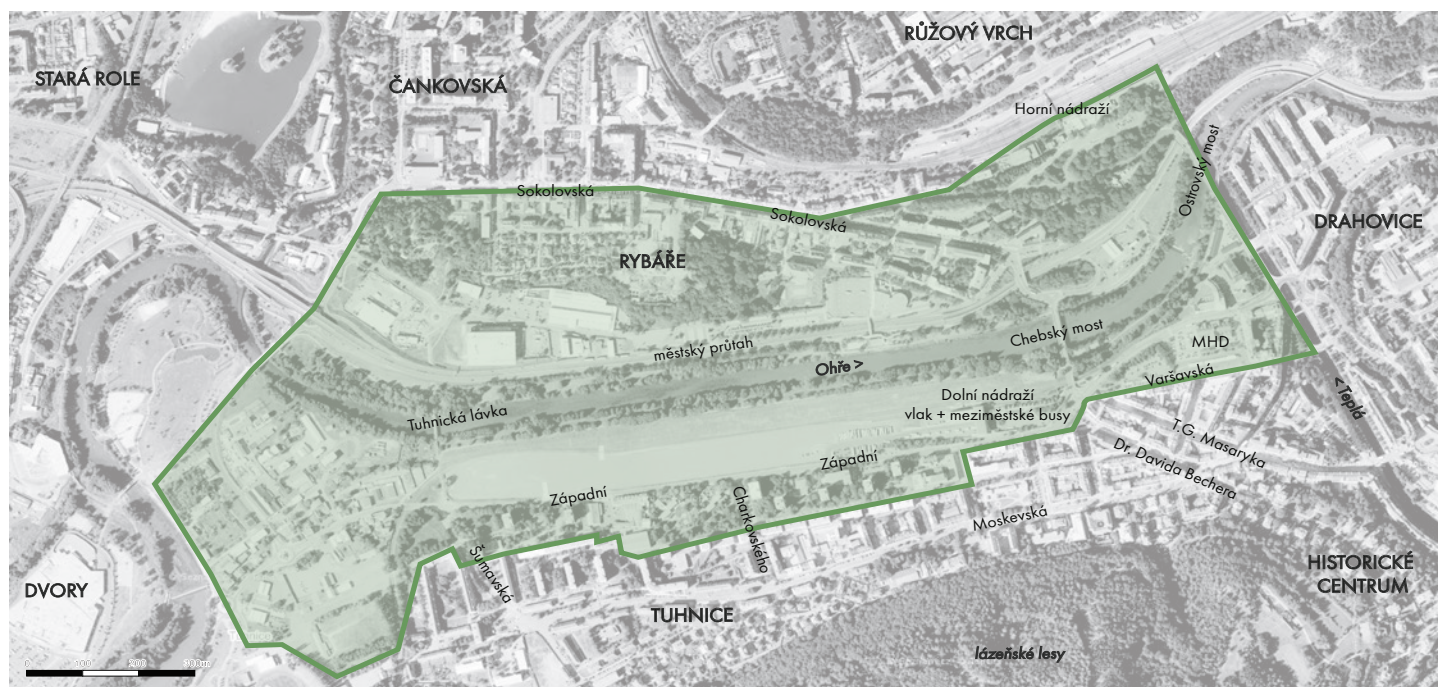 RŮŽOVÝ VRCH
STARÁ ROLE
ČANKOVSKÁ
Horní nádraží
Ostrovský most
Sokolovská
Sokolovská
DRAHOVICE
RYBÁŘE
Chebský most
MHD
městský průtah
Ohře >
Varšavská
Dolní nádraží
vlak + meziměstské busy
< Teplá
Tuhnická lávka
T.G. Masaryka
Západní
Dr. Davida Bechera
Západní
Charkovského
Moskevská
Šumavská
HISTORICKÉ
CENTRUM
DVORY
TUHNICE
lázeňské lesy
0 100 200 300m